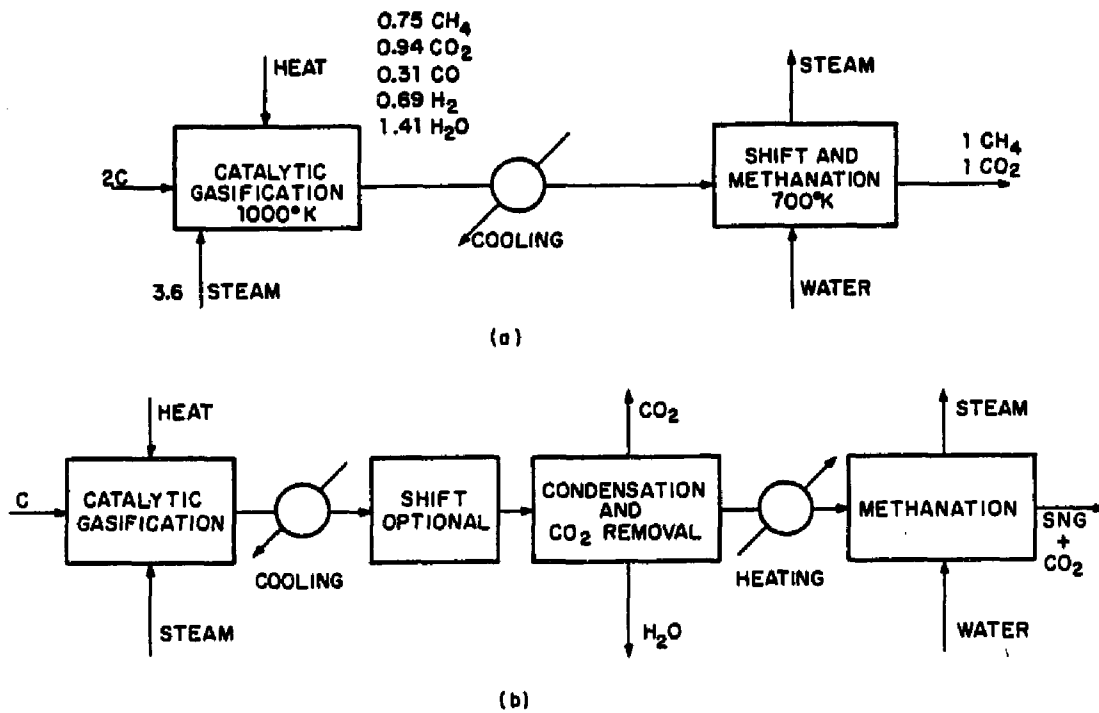 0.75 CH4
0.94 CO2
0.31 CO
0.69 H2
1.41 H2O
HEAT
2C
CATALYTIC
GASIFICATION
1000°K
3.6 STEAM
COOLING
STEAM
SHIFT AND
METHANATION
700°K
1 CH4
1 CO2
WATER
(a)
HEAT
C
CATALYTIC
GASIFICATION
STEAM
COOLING
SHIFT
OPTIONAL
CO2
CONDENSATION
AND
CO2 REMOVAL
H2O
HEATING
STEAM
METHANATION
SNG
+
CO2
WATER
(b)